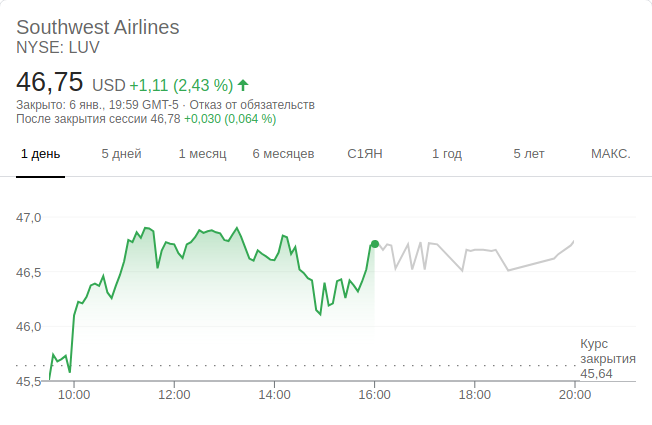 Southwest Airlines
NYSE: LUV
46,75 USD +1,11 (2,43 %)
Закрыто: 6 янв., 19:59 GMT-5 · Отказ от обязательств
После закрытия сессии 46,78 +0,030 (0,064 %)
1 день 5 дней 1 месяц 6 месяцев С1ЯН 1 год 5 лет МАКС.
47,0
46,5
46,0
Курс
закрытия
45,64
45,5
10:00 12:00 14:00 16:00 18:00 20:00